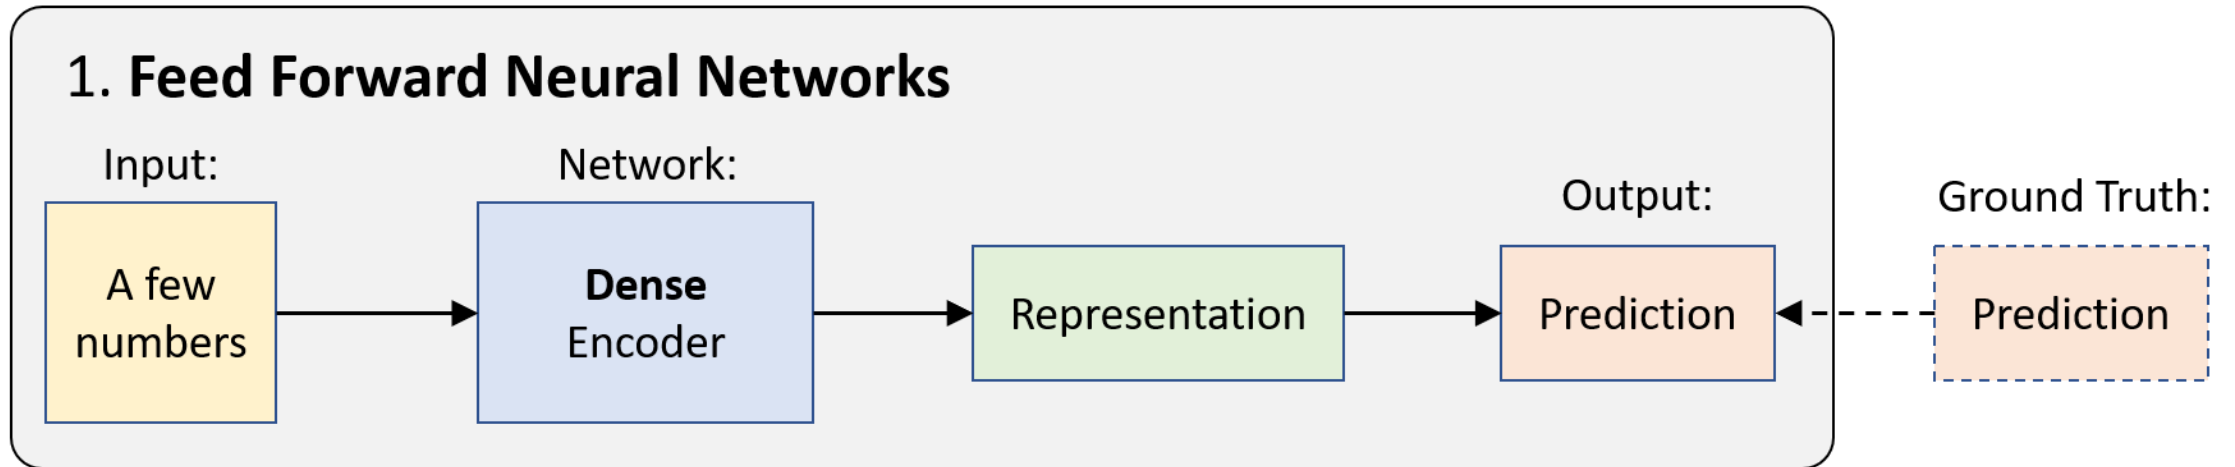 1. Feed Forward Neural Networks
Input:
Network:
Output:
Ground Truth:
A few
numbers
Dense
Encoder
Representation
Prediction
Prediction